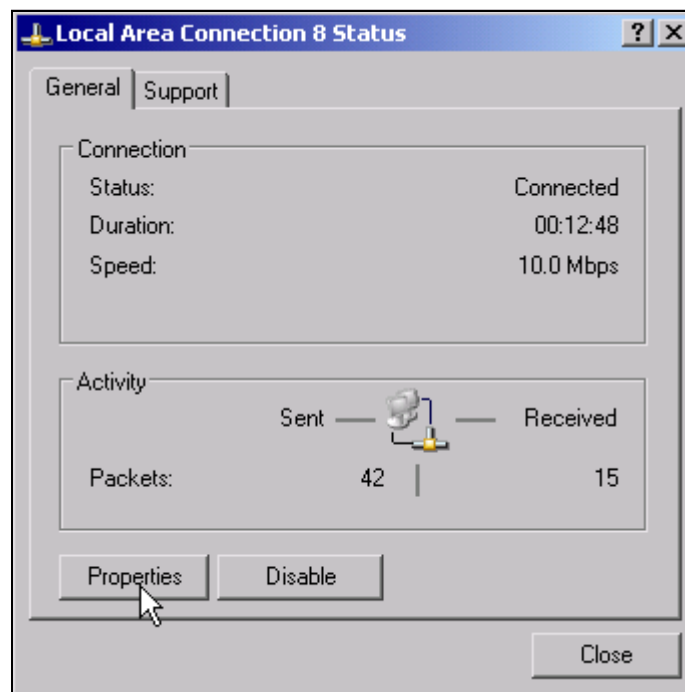 Local Area Connection 8 Status
General Support
Connection
Status: Connected
Duration: 00:12:48
Speed: 10.0 Mbps
Activity
Sent Received
Packets: 42 15
Properties Disable
Close